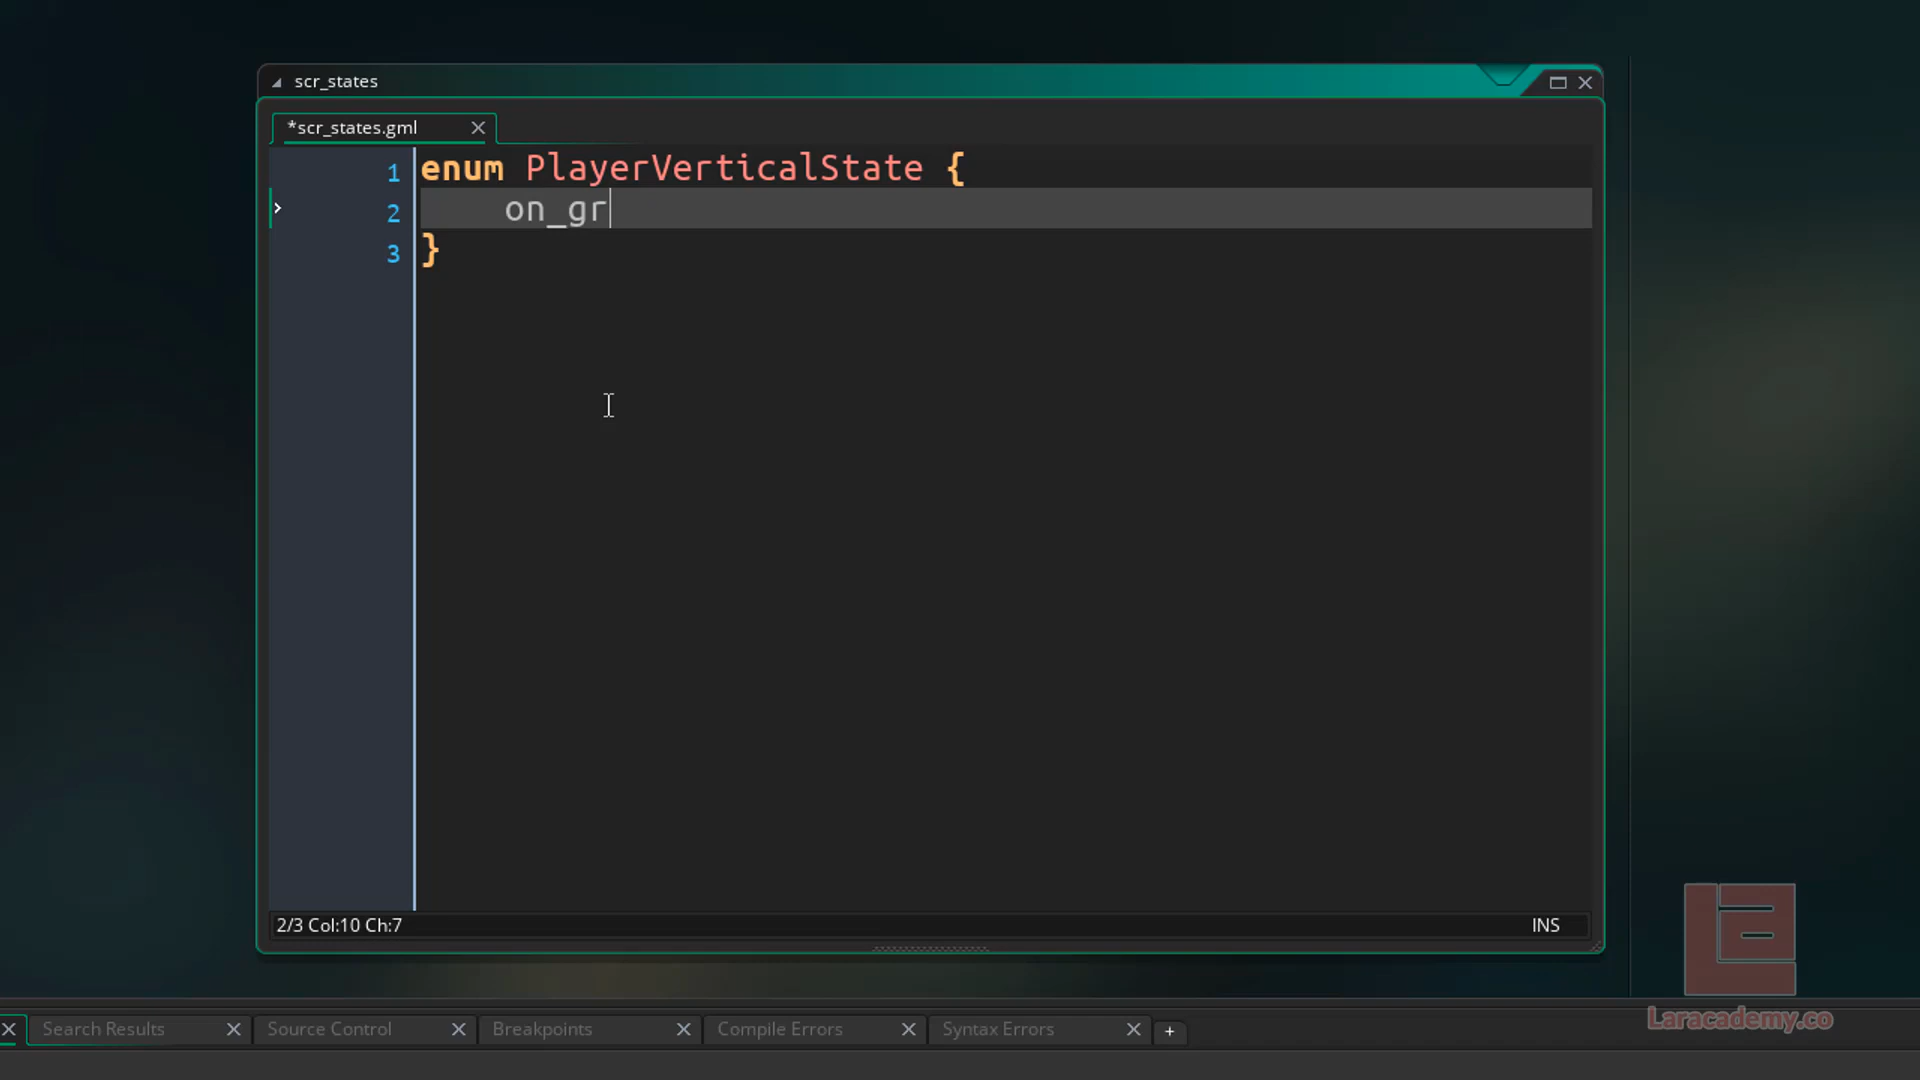 scr_states
*scr_states.gml
1 enum PlayerVerticalState {
2 on_gr
3 }
2/3 Col:10 Ch:7 INS
Search Results Source Control Breakpoints Compile Errors Syntax Errors +
Laracademy.co